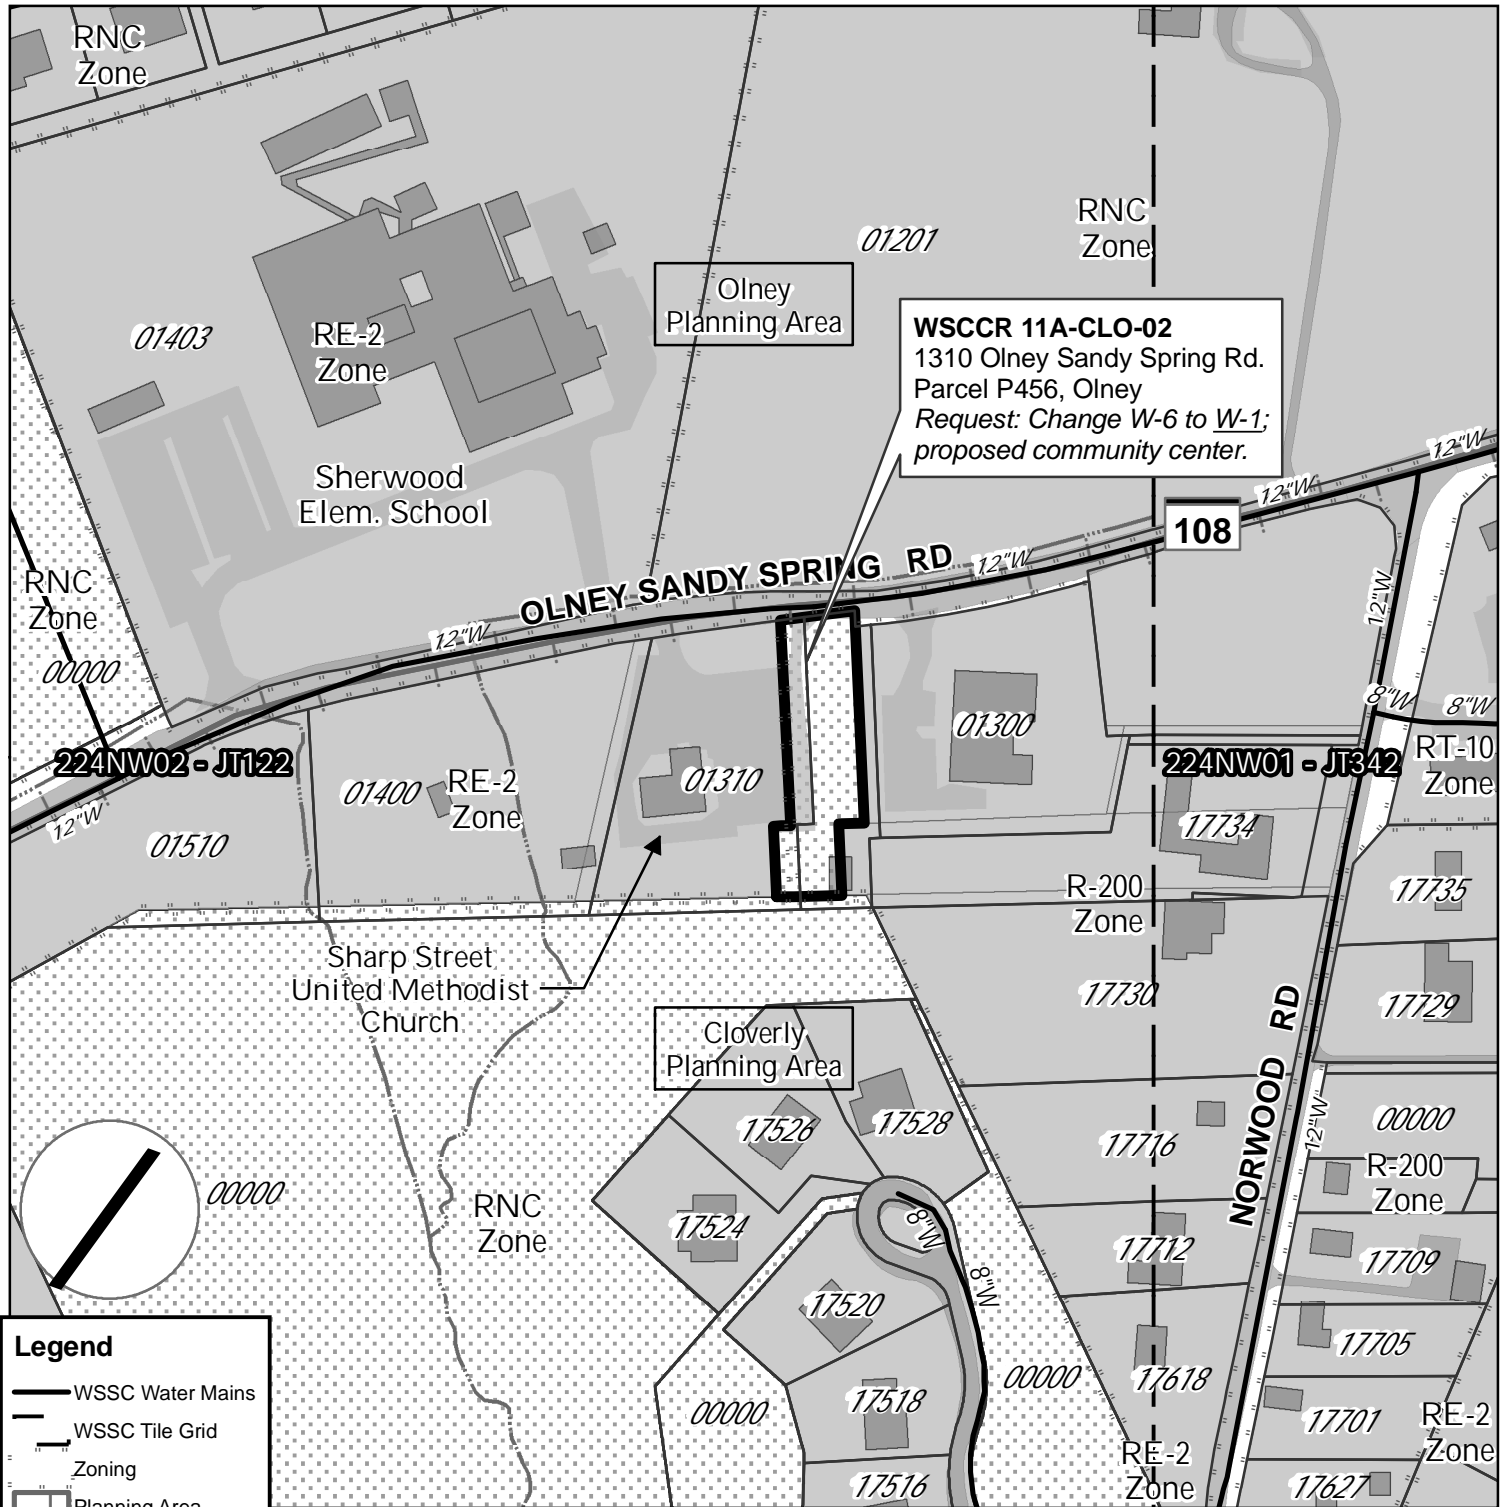 RNC
Zone
01201
RNC
Zone
Olney
Planning Area
WSCCR 11A-CLO-02
1310 Olney Sandy Spring Rd.
Parcel P456, Olney
Request: Change W-6 to W-1;
proposed community center.
01403
RE-2
Zone
Sherwood
Elem. School
12"W
12"W
108
RNC
Zone
00000
OLNEY SANDY SPRING RD
12"W
12"W
12"W
8"W
8"W
224NW02 - JT122
01400
RE-2
Zone
01310
01300
224NW01 - JT342
RT-10
Zone
12"W
01510
17734
R-200
Zone
17735
Sharp Street
United Methodist
Church
17730
17729
Cloverly
Planning Area
NORWOOD RD
17526
17528
17716
12"W
00000
R-200
Zone
00000
RNC
Zone
17524
8"W
17712
17709
8"W
17520
17705
Legend
WSSC Water Mains
WSSC Tile Grid
Zoning
Planning Area
00000
17518
00000
17618
17701
RE-2
Zone
RE-2
Zone
17516
17627